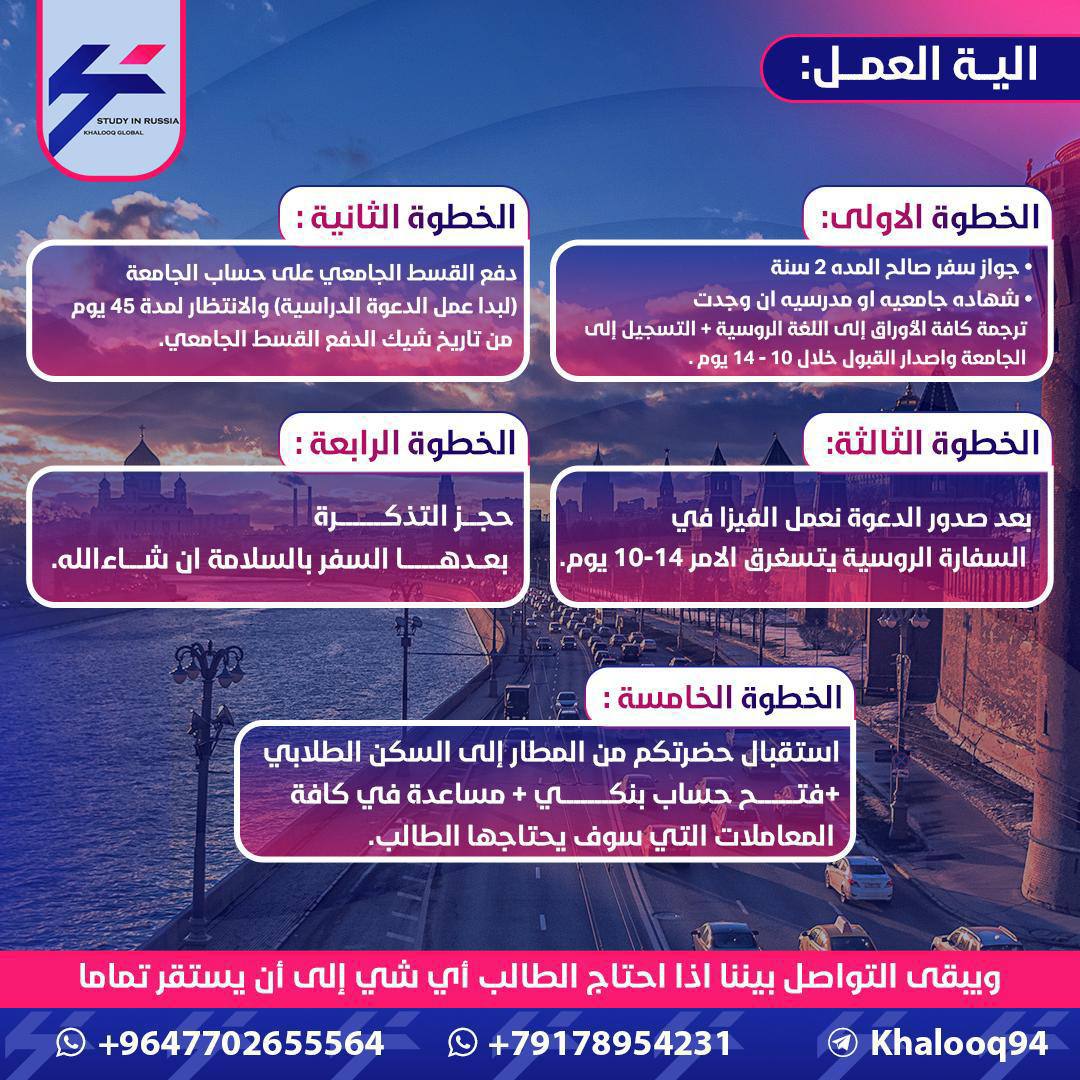 STUDY IN RUSSIA
KHALOOQ GLOBAL
الية العمل:
الخطوة الاولى:
• جواز سفر صالح المده 2 سنة
• شهاده جامعيه او مدرسيه ان وجدت
ترجمة كافة الأوراق إلى اللغة الروسية + التسجيل إلى
الجامعة واصدار القبول خلال 10 - 14 يوم .
الخطوة الثانية :
دفع القسط الجامعي على حساب الجامعة
(لبدا عمل الدعوة الدراسية) والانتظار لمدة 45 يوم
من تاريخ شيك الدفع القسط الجامعي.
الخطوة الثالثة:
بعد صدور الدعوة نعمل الفيزا في
السفارة الروسية يتسغرق الامر 14-10 يوم.
الخطوة الرابعة :
حجـز التذكــــرة
بعـدهــــا السفر بالسلامة ان شـاءالله.
الخطوة الخامسة :
استقبال حضرتكم من المطار إلى السكن الطلابي
+فتــــح حساب بنكــــي + مساعدة في كافة
المعاملات التي سوف يحتاجها الطالب.
ويبقى التواصل بيننا اذا احتاج الطالب أي شي إلى أن يستقر تماما
+9647702655564
+79178954231
Khalooq94